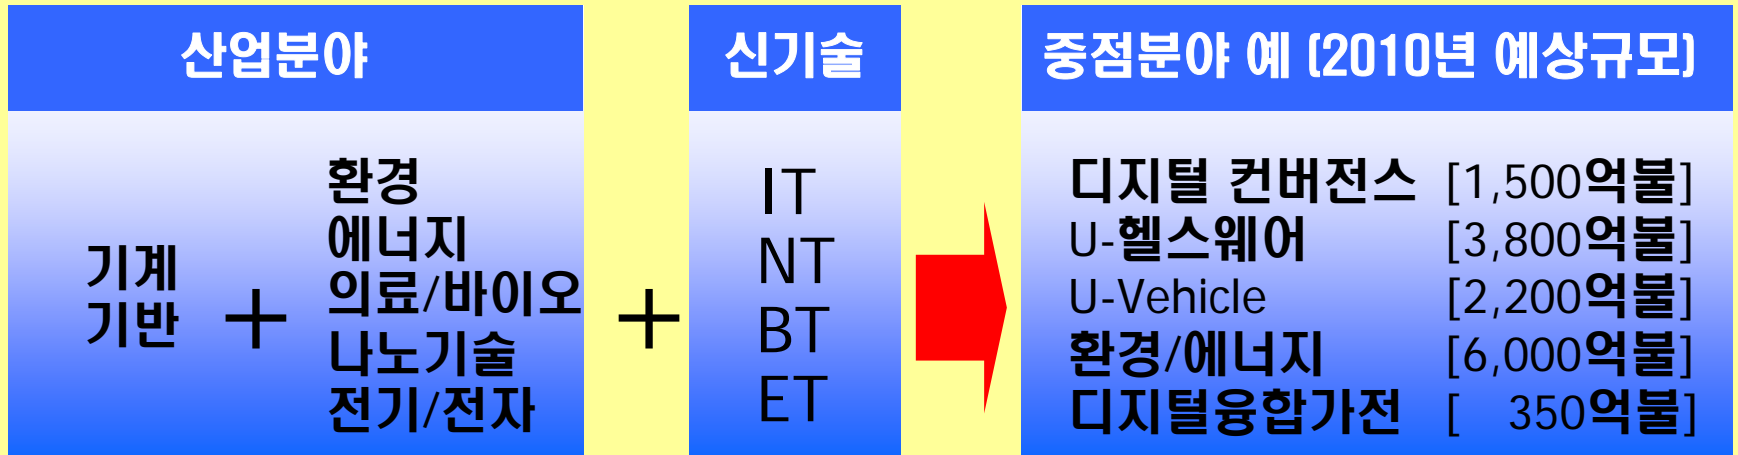 산업분야
기계
기반
+
환경
에너지
의료/바이오
나노기술
전기/전자
+
신기술
IT
NT
BT
ET
중점분야 예 (2010년 예상규모)
디지털 컨버전스 [1,500억불]
U-헬스웨어 [3,800억불]
U-Vehicle [2,200억불]
환경/에너지 [6,000억불]
디지털융합가전 [ 350억불]